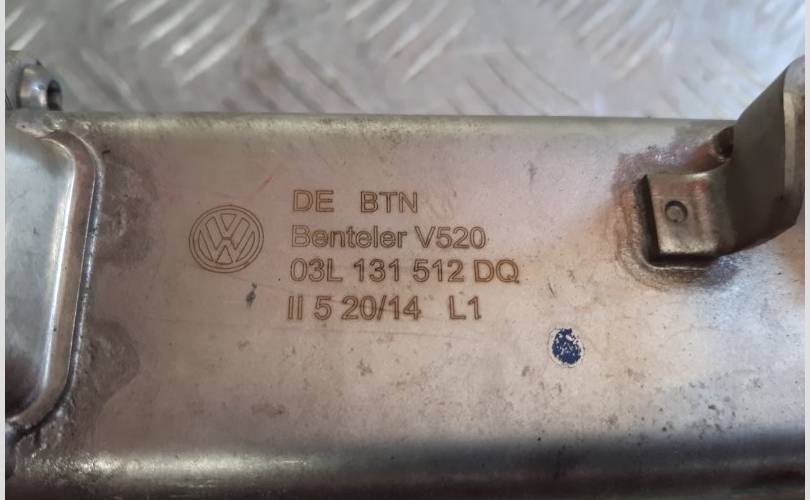 DE BTN
Benteler V520
03L 131 512 DQ
II 5 20/14 L1